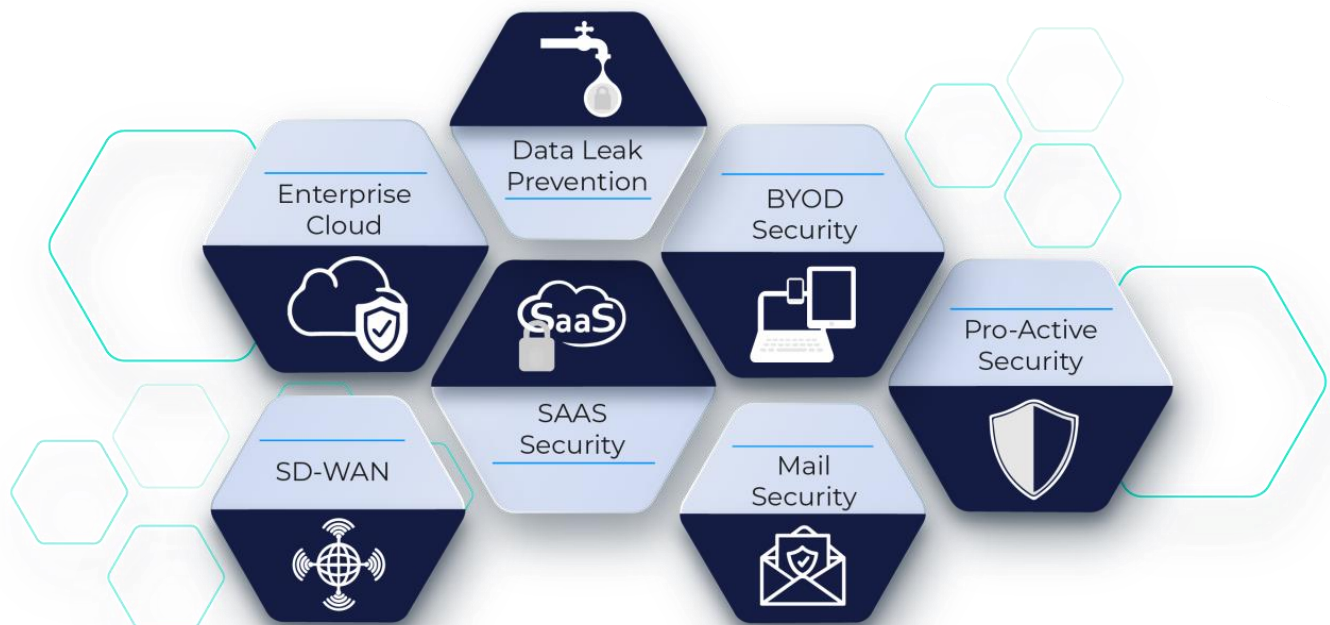 Data Leak
Prevention
Enterprise
Cloud
BYOD
Security
SaaS
Pro-Active
Security
SAAS
Security
SD-WAN
Mail
Security